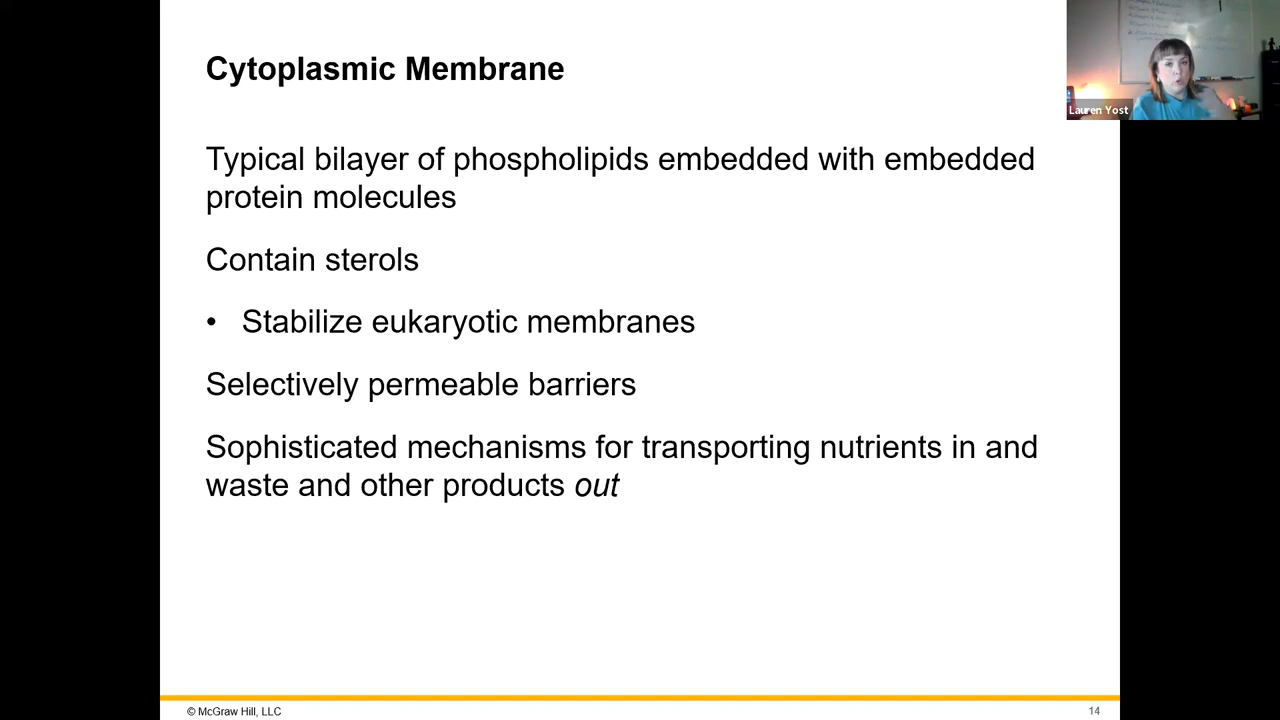 Cytoplasmic Membrane
Lauren Yost
Typical bilayer of phospholipids embedded with embedded
protein molecules
Contain sterols
• Stabilize eukaryotic membranes
Selectively permeable barriers
Sophisticated mechanisms for transporting nutrients in and
waste and other products out
© McGraw Hill, LLC
14